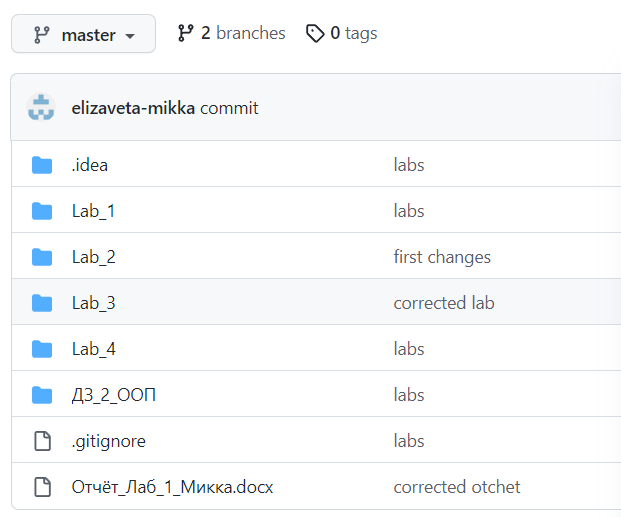 master 2 branches 0 tags
elizaveta-mikka commit
.idea labs
Lab_1 labs
Lab_2 first changes
Lab_3 corrected lab
Lab_4 labs
ДЗ_2_ООП labs
.gitignore labs
Отчёт_Лаб_1_Микка.docx corrected otchet